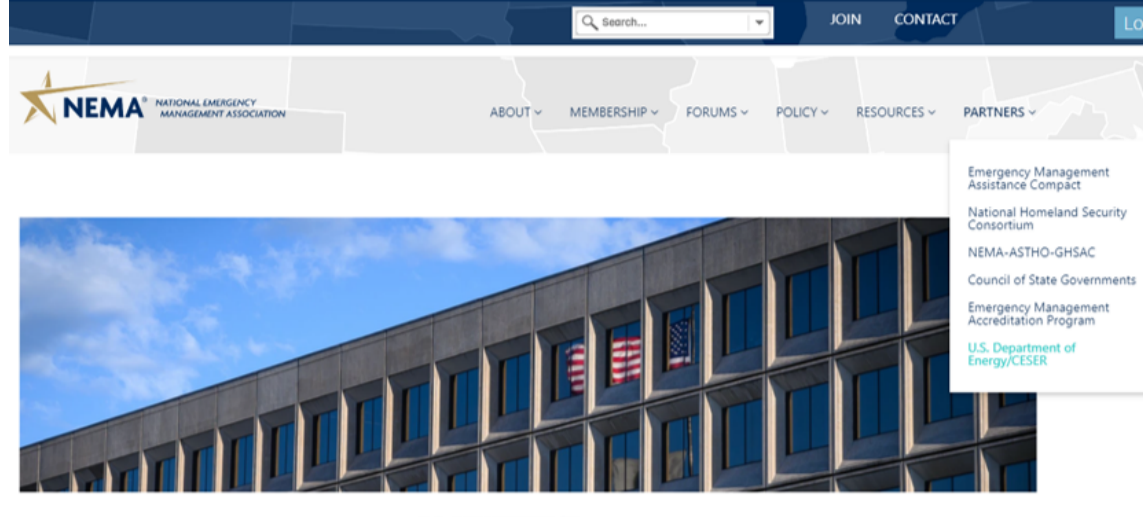 Search...
JOIN CONTACT Lo
NEMA® NATIONAL EMERGENCY
MANAGEMENT ASSOCIATION
ABOUT MEMBERSHIP FORUMS POLICY RESOURCES PARTNERS
Emergency Management
Assistance Compact
National Homeland Security
Consortium
NEMA-ASTHO-GHSAC
Council of State Governments
Emergency Management
Accreditation Program
U.S. Department of
Energy/CESER